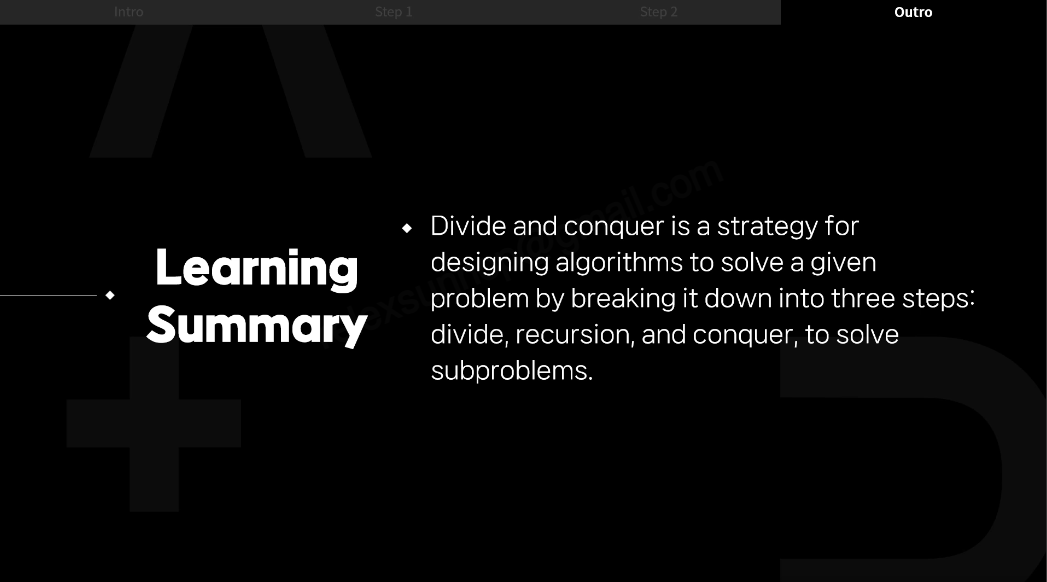 Intro
Step 1
Step 2
Outro
Learning
Summary
Divide and conquer is a strategy for
designing algorithms to solve a given
problem by breaking it down into three steps:
divide, recursion, and conquer, to solve
subproblems.